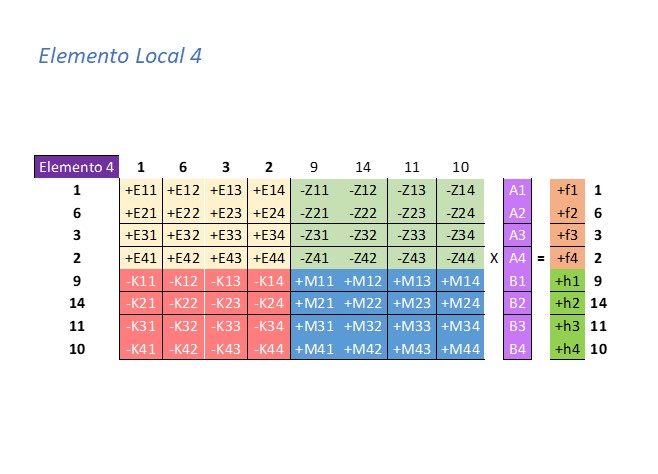 Elemento Local 4
Elemento 4 1 6 3 2 9 14 11 10
1 +E11 +E12 +E13 +E14 -Z11 -Z12 -Z13 -Z14 A1 +f1 1
6 +E21 +E22 +E23 +E24 -Z21 -Z22 -Z23 -Z24 A2 +f2 6
3 +E31 +E32 +E33 +E34 -Z31 -Z32 -Z33 -Z34 A3 +f3 3
2 +E41 +E42 +E43 +E44 -Z41 -Z42 -Z43 -Z44 X A4 = +f4 2
9 -K11 -K12 -K13 -K14 +M11 +M12 +M13 +M14 B1 +h1 9
14 -K21 -K22 -K23 -K24 +M21 +M22 +M23 +M24 B2 +h2 14
11 -K31 -K32 -K33 -K34 +M31 +M32 +M33 +M34 B3 +h3 11
10 -K41 -K42 -K43 -K44 +M41 +M42 +M43 +M44 B4 +h4 10